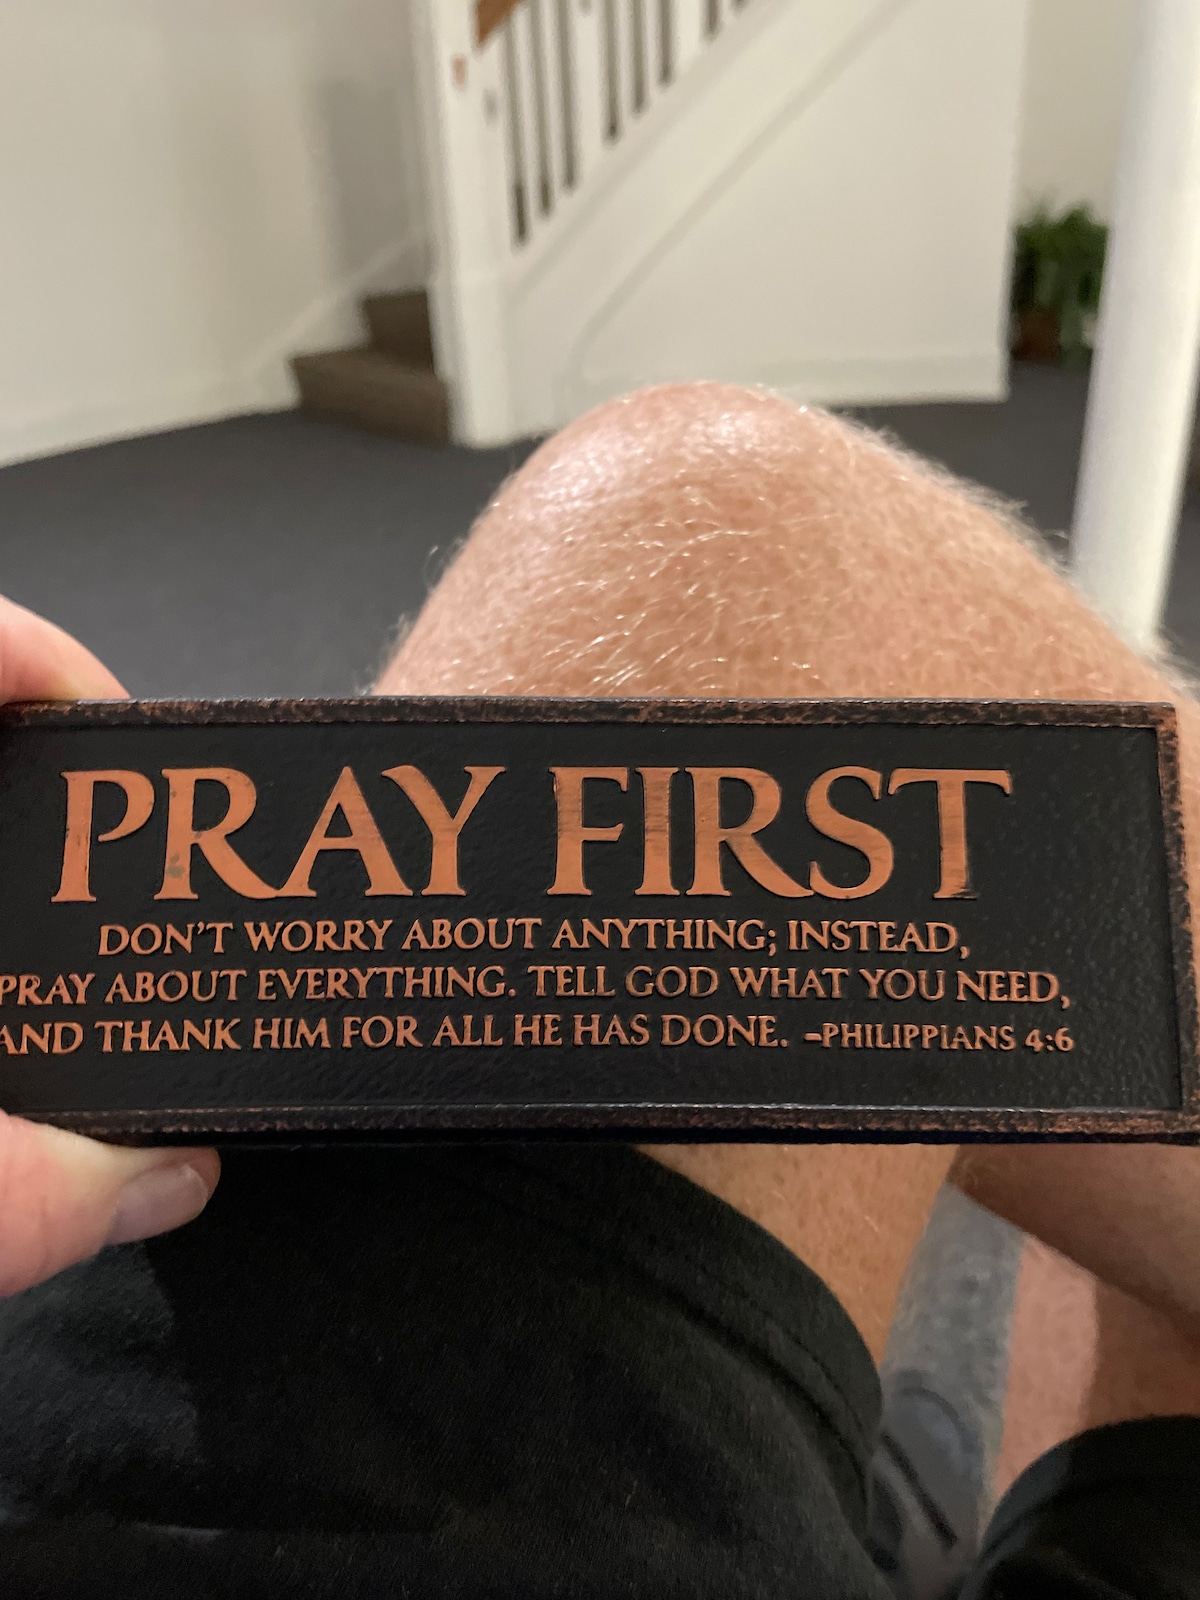 PRAY FIRST
DON'T WORRY ABOUT ANYTHING; INSTEAD,
PRAY ABOUT EVERYTHING. TELL GOD WHAT YOU NEED,
AND THANK HIM FOR ALL HE HAS DONE. –PHILIPPIANS 4:6